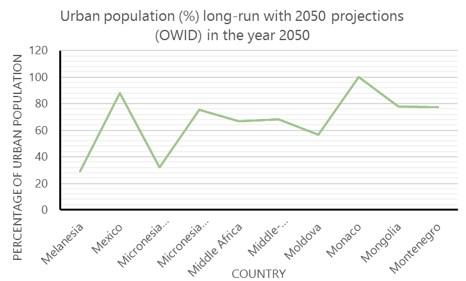 Urban population (%) long-run with 2050 projections
(OWID) in the year 2050
PERCENTAGE OF URBAN POPULATION
120
100
80
60
40
20
0
Melanesia
Mexico
Micronesia...
Micronesia...
Middle Africa
Middle-...
Moldova
Monaco
Mongolia
Montenegro
COUNTRY